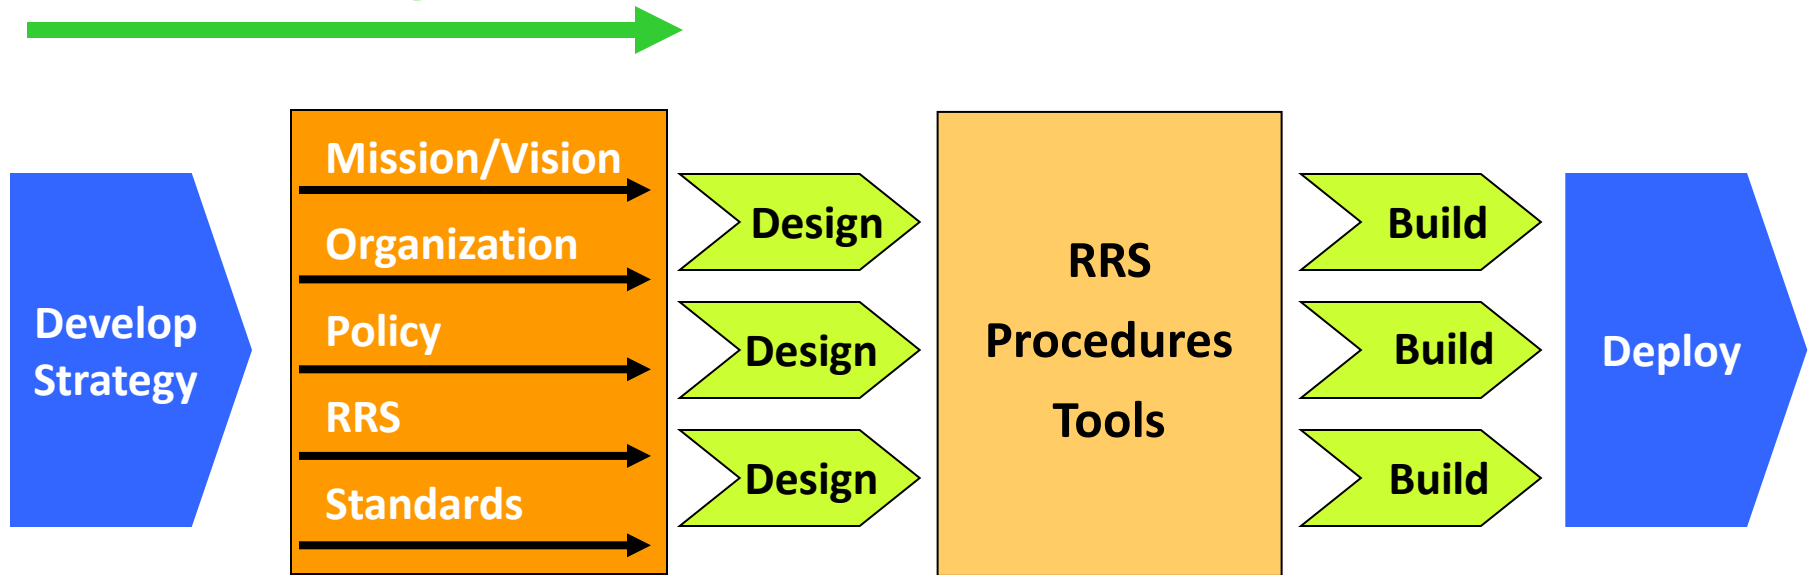 Develop
Strategy
Mission/Vision
Organization
Policy
RRS
Standards
Design
Design
Design
RRS
Procedures
Tools
Build
Build
Build
Deploy